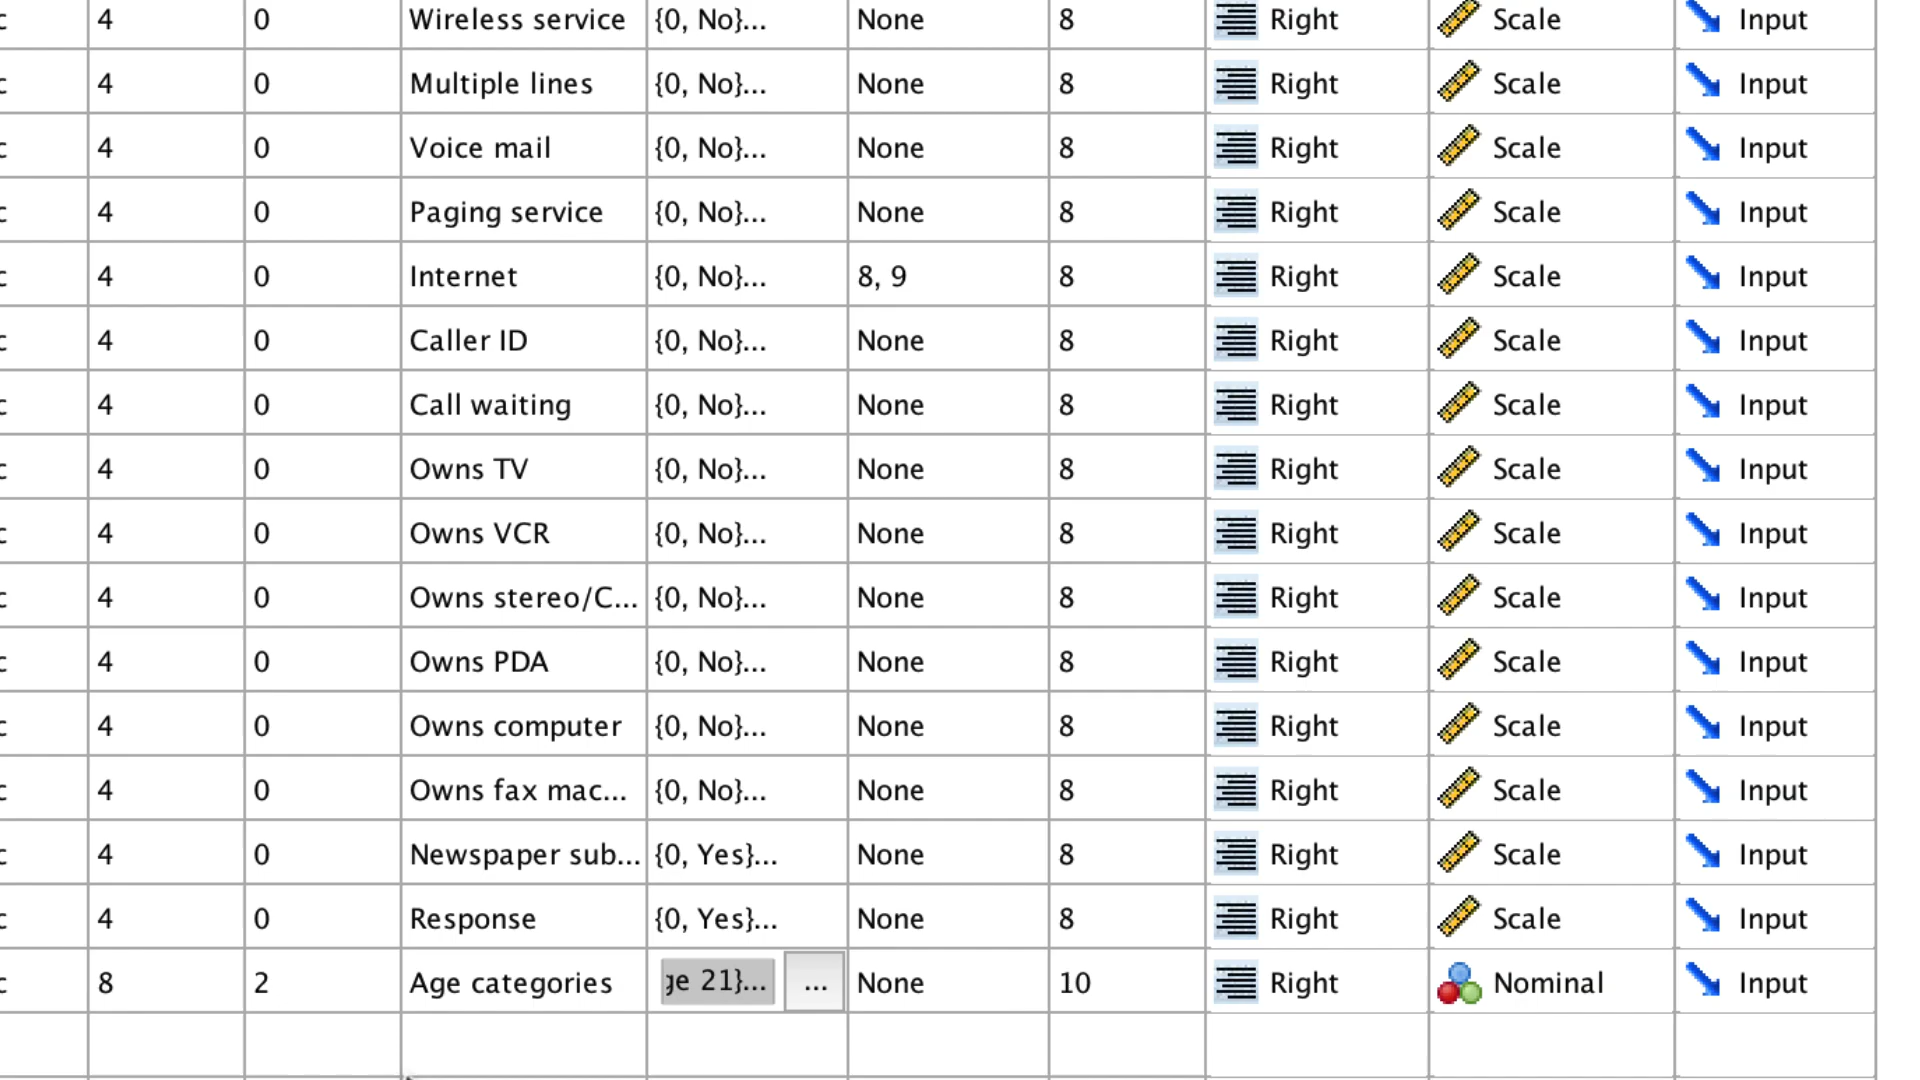 c 4 0 Wireless service {0, No}... None 8 Right Scale Input
c 4 0 Multiple lines {0, No}... None 8 Right Scale Input
c 4 0 Voice mail {0, No}... None 8 Right Scale Input
c 4 0 Paging service {0, No}... None 8 Right Scale Input
c 4 0 Internet {0, No}... 8, 9 8 Right Scale Input
c 4 0 Caller ID {0, No}... None 8 Right Scale Input
c 4 0 Call waiting {0, No}... None 8 Right Scale Input
c 4 0 Owns TV {0, No}... None 8 Right Scale Input
c 4 0 Owns VCR {0, No}... None 8 Right Scale Input
c 4 0 Owns stereo/C... {0, No}... None 8 Right Scale Input
c 4 0 Owns PDA {0, No}... None 8 Right Scale Input
c 4 0 Owns computer {0, No}... None 8 Right Scale Input
c 4 0 Owns fax mac... {0, No}... None 8 Right Scale Input
c 4 0 Newspaper sub... {0, Yes}... None 8 Right Scale Input
c 4 0 Response {0, Yes}... None 8 Right Scale Input
c 8 2 Age categories ge 21}... ... None 10 Right Nominal Input